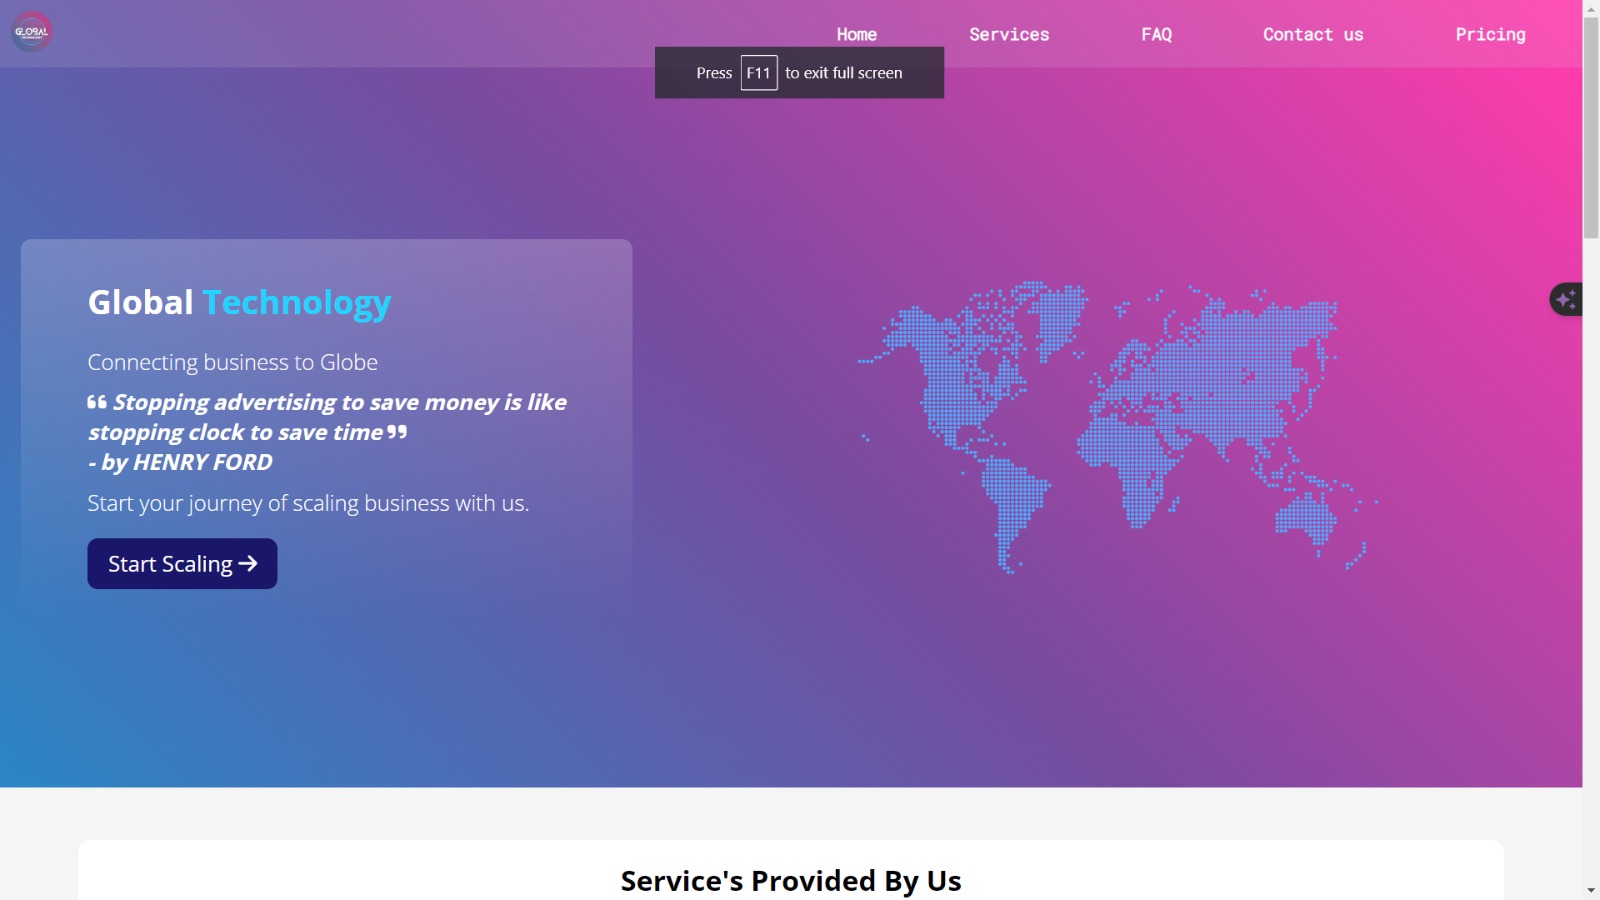 GLOBAL
Home Services FAQ Contact us Pricing
Press F11 to exit full screen
Global Technology
Connecting business to Globe
❝ Stopping advertising to save money is like
stopping clock to save time ❞
- by HENRY FORD
Start your journey of scaling business with us.
Start Scaling →
Service's Provided By Us